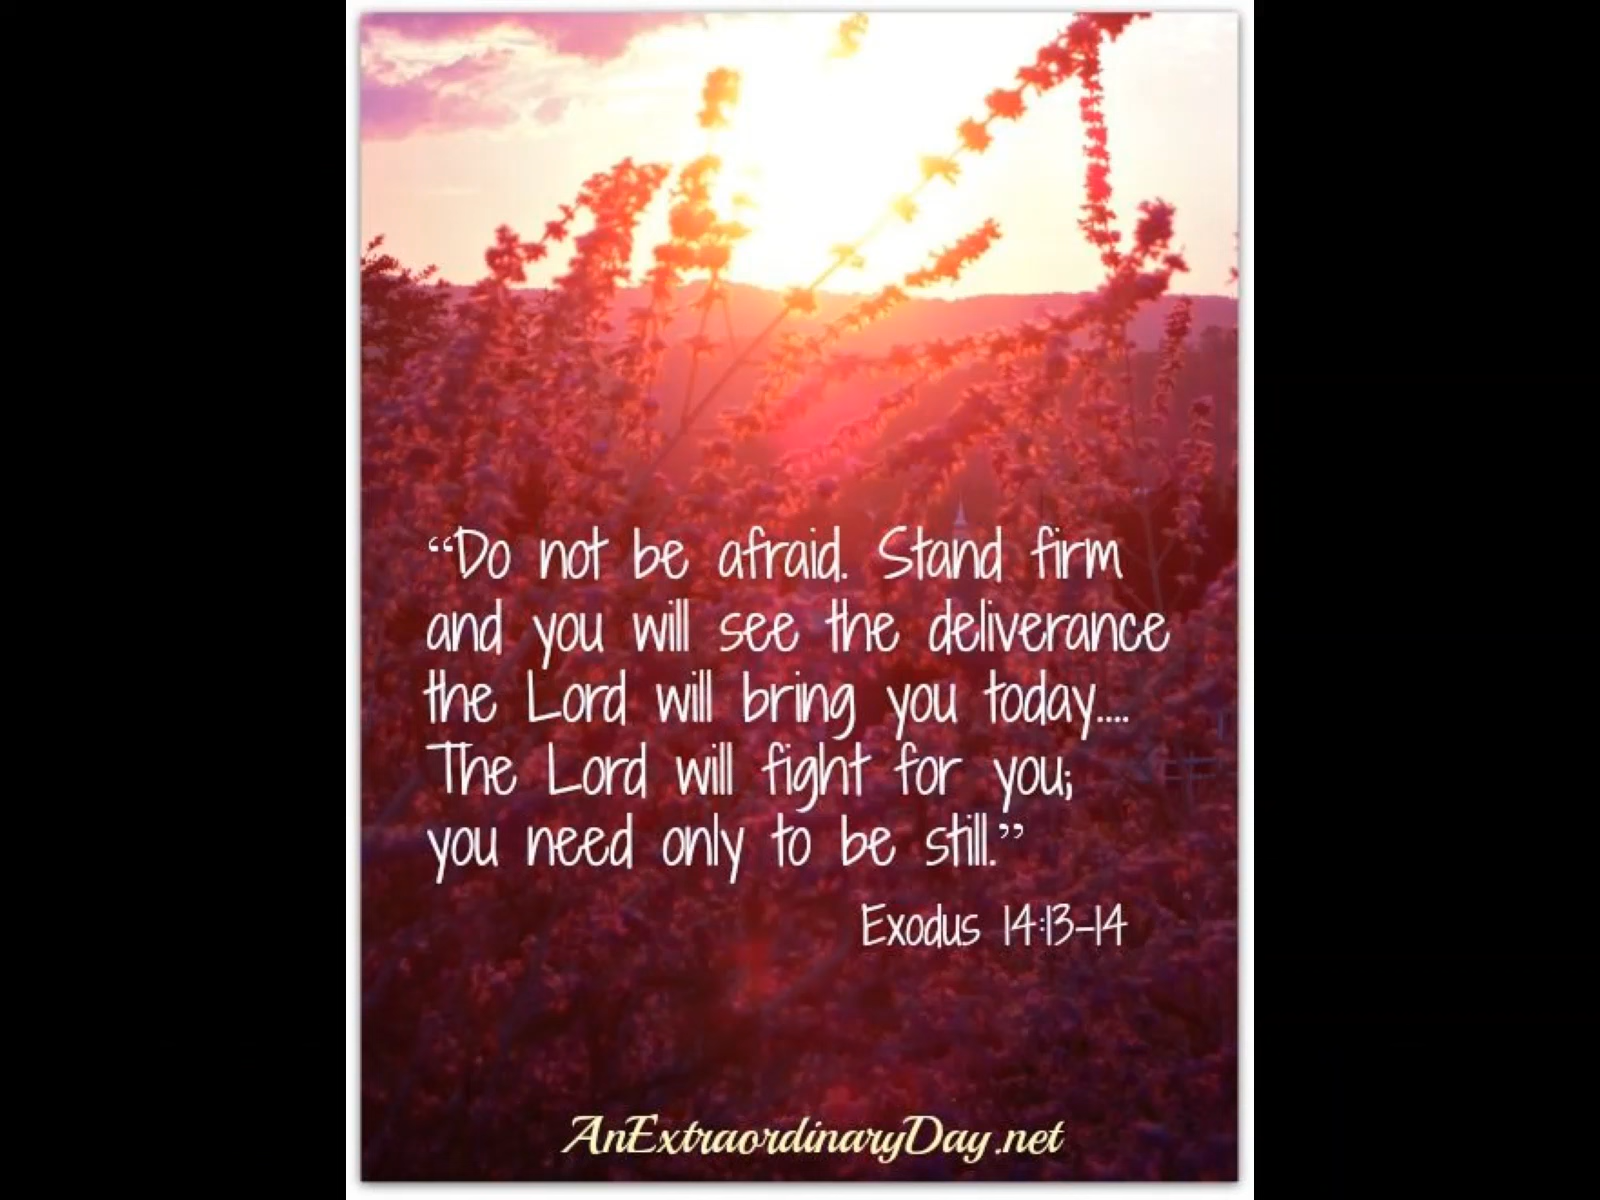 “Do not be afraid. Stand firm
and you will see the deliverance
the Lord will bring you today....
The Lord will fight for you;
you need only to be still.”
Exodus 14:13-14
AnExtraordinaryDay.net